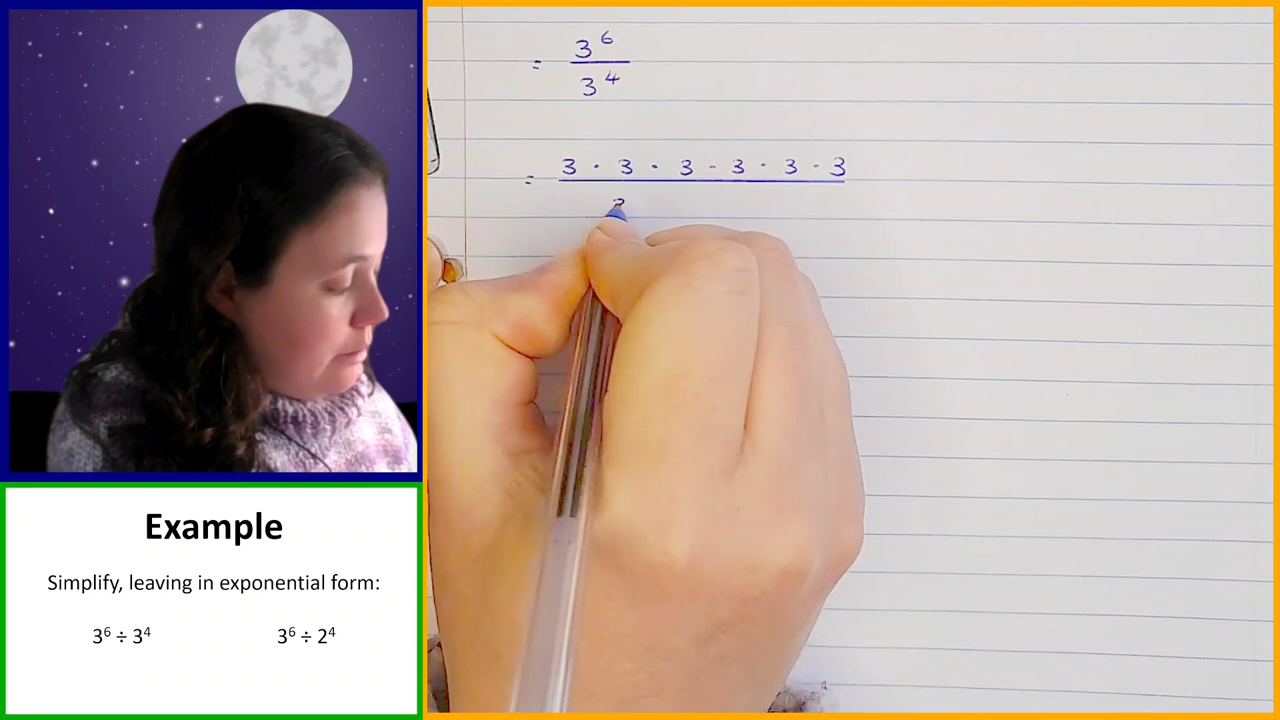 Example
Simplify, leaving in exponential form:
3⁶ ÷ 3⁴ 3⁶ ÷ 2⁴
= 3⁶
3⁴
= 3 · 3 · 3 · 3 · 3 · 3